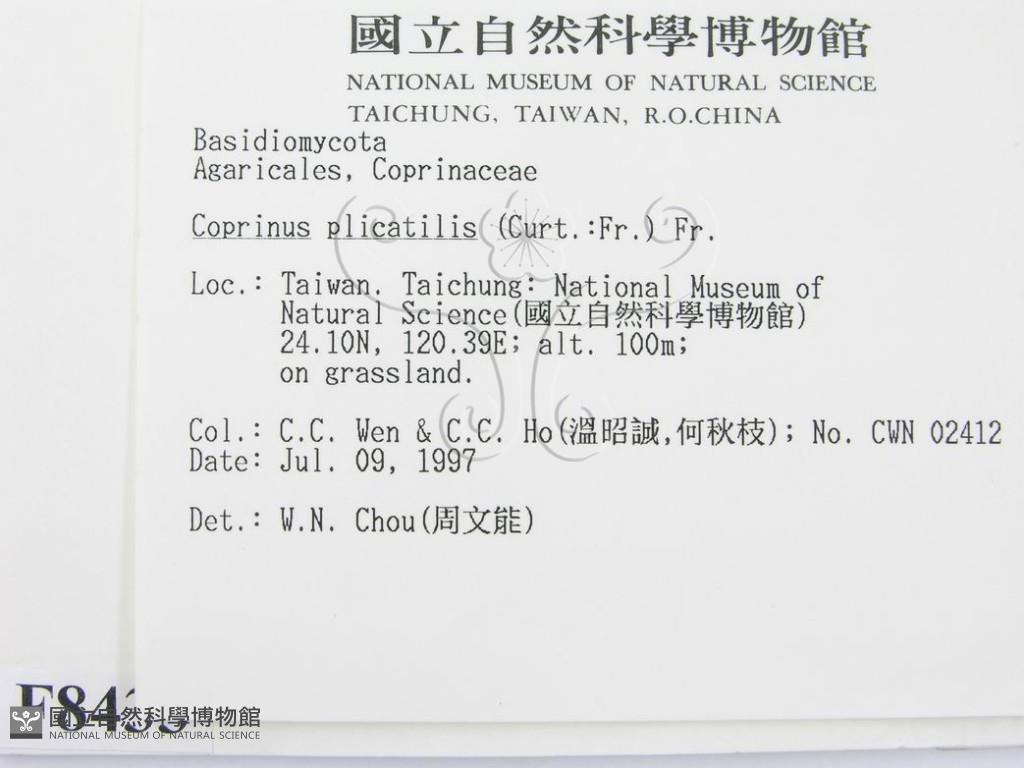 國立自然科學博物館
NATIONAL MUSEUM OF NATURAL SCIENCE
TAICHUNG, TAIWAN, R.O.CHINA
Basidiomycota
Agaricales, Coprinaceae
Coprinus plicatilis (Curt.:Fr.) Fr.
Loc.: Taiwan. Taichung: National Museum of
Natural Science(國立自然科學博物館)
24.10N, 120.39E; alt. 100m;
on grassland.
Col.: C.C. Wen & C.C. Ho(溫昭誠,何秋枝); No. CWN 02412
Date: Jul. 09, 1997
Det.: W.N. Chou(周文能)
國立自然科學博物館
NATIONAL MUSEUM OF NATURAL SCIENCE